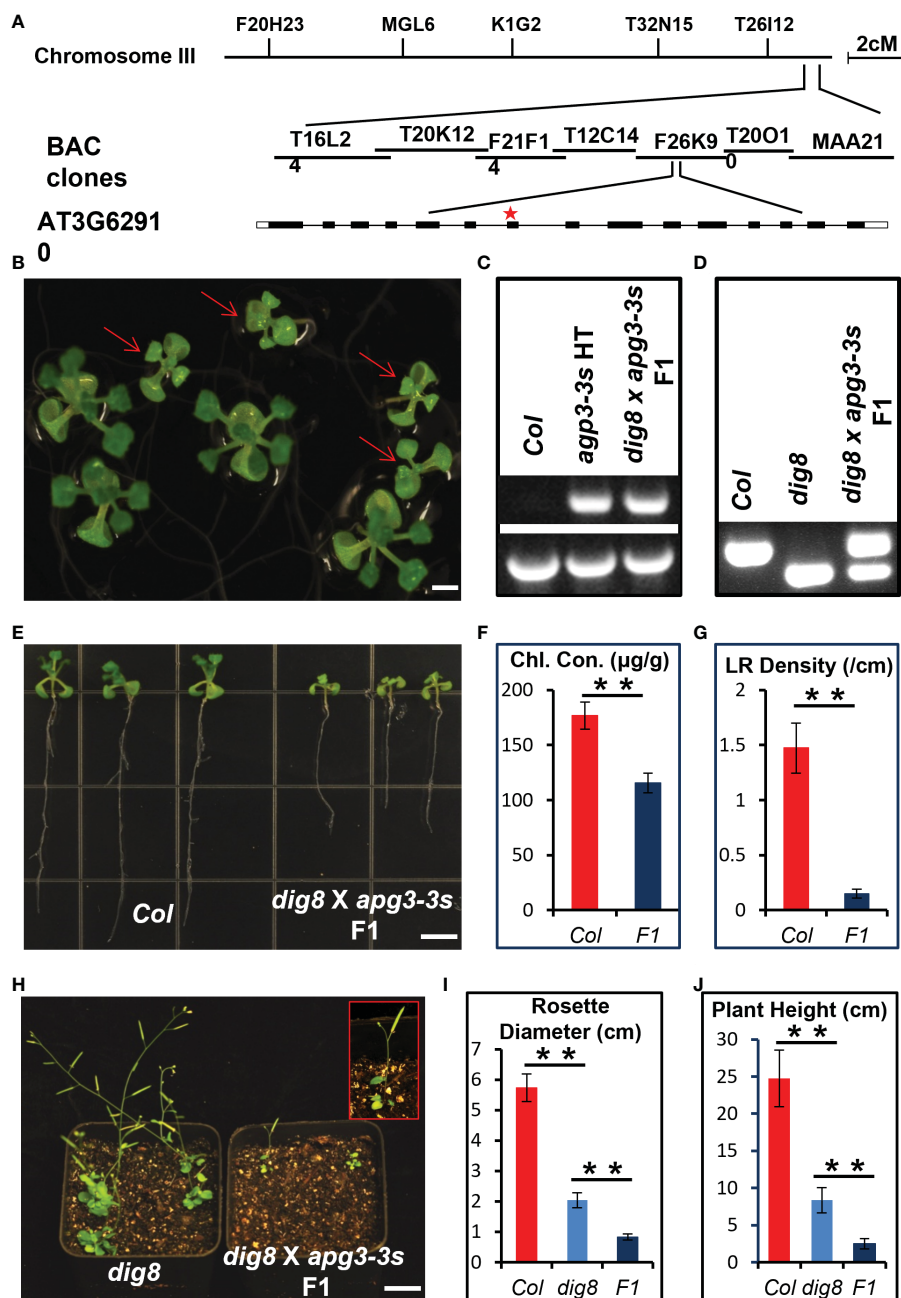 A
F20H23 MGL6 K1G2 T32N15 T26I12
Chromosome III
2cM
BAC clones
T16L2 4
T20K12
F21F1 4
T12C14
F26K9
T20O1 0
MAA21
AT3G6291 0
B
C
Col
agp3-3s HT
dig8 x apg3-3s F1
D
Col
dig8
dig8 x apg3-3s F1
E
Col
dig8 X apg3-3s
F1
F
Chl. Con. (µg/g)
* *
200
150
100
50
0
Col F1
G
LR Density (/cm)
* *
2
1.5
1
0.5
0
Col F1
H
dig8
dig8 X apg3-3s
F1
I
Rosette
Diameter (cm)
* *
* *
7
6
5
4
3
2
1
0
Col dig8 F1
J
Plant Height (cm)
* *
* *
30
25
20
15
10
5
0
Col dig8 F1